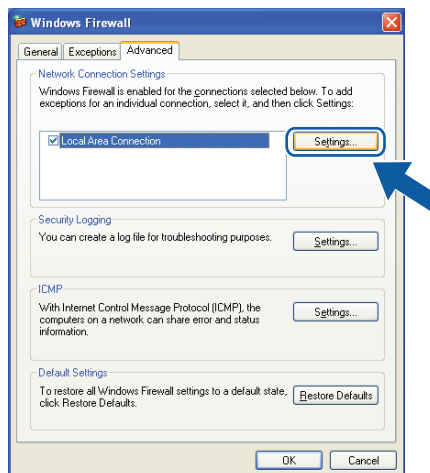 Windows Firewall
General Exceptions Advanced
Network Connection Settings
Windows Firewall is enabled for the connections selected below. To add
exceptions for an individual connection, select it, and then click Settings:
Local Area Connection
Settings...
Security Logging
You can create a log file for troubleshooting purposes.
Settings...
ICMP
With Internet Control Message Protocol (ICMP), the
computers on a network can share error and status
information.
Settings...
Default Settings
To restore all Windows Firewall settings to a default state,
click Restore Defaults.
Restore Defaults
OK Cancel